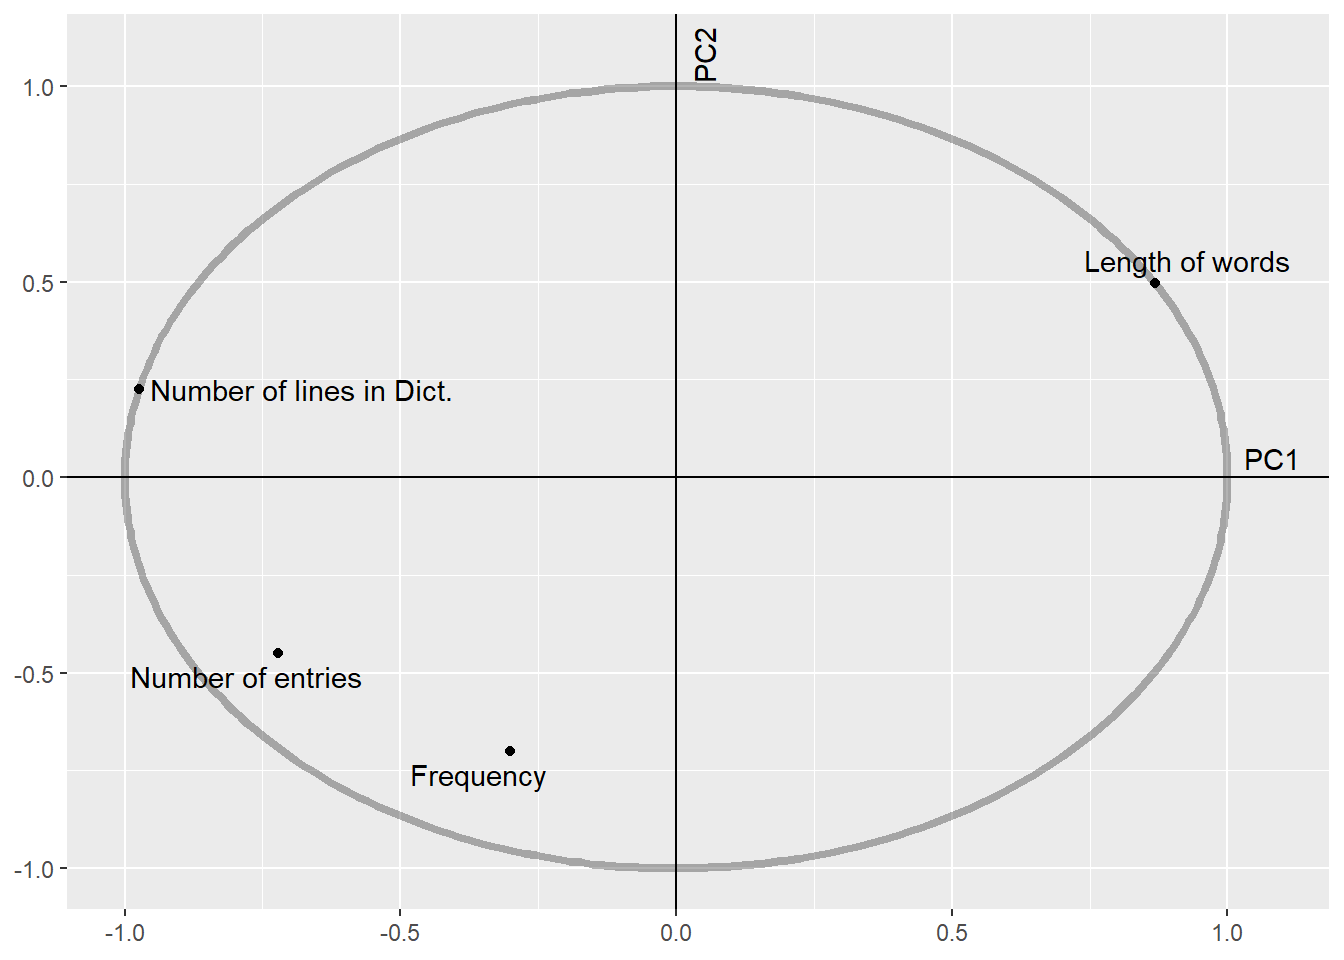 PC2
1.0
Length of words
0.5
Number of lines in Dict.
PC1
0.0
Number of entries
-0.5
Frequency
-1.0
-1.0 -0.5 0.0 0.5 1.0